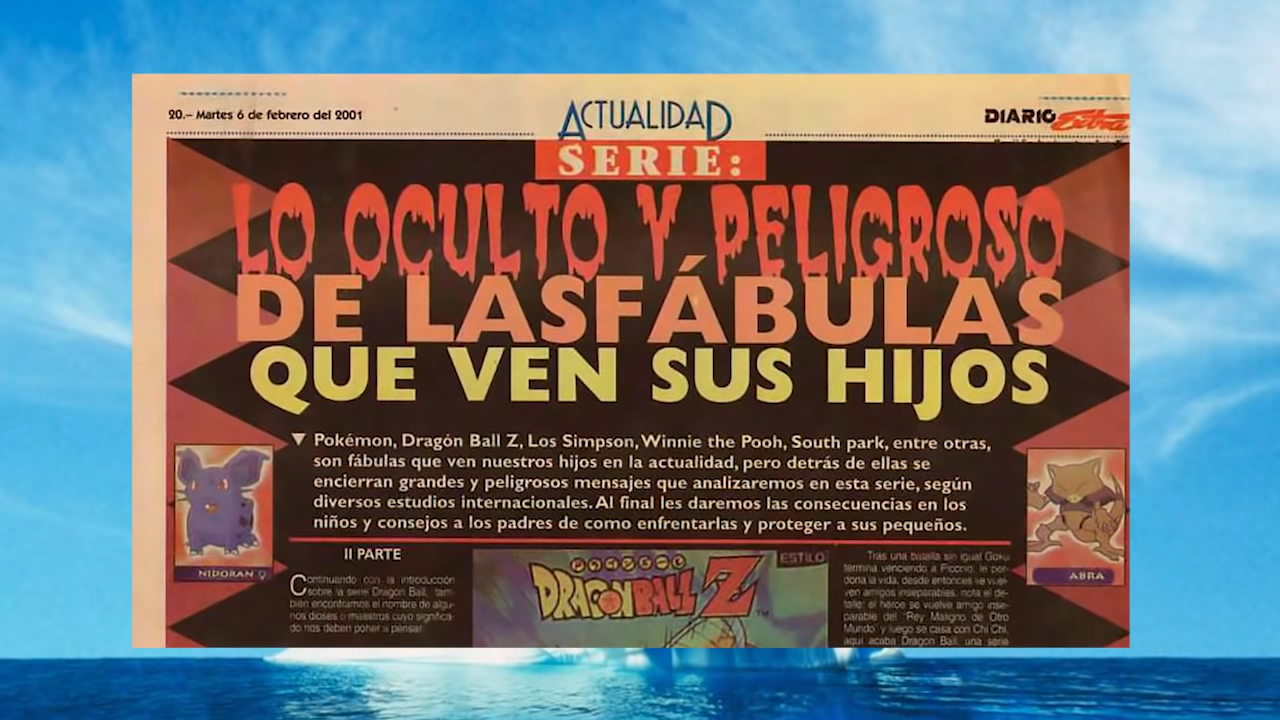 20.– Martes 6 de febrero del 2001
ACTUALIDAD
DIARIO Extra
SERIE:
LO OCULTO Y PELIGROSO
DE LASFÁBULAS
QUE VEN SUS HIJOS
▼ Pokémon, Dragón Ball Z, Los Simpson, Winnie the Pooh, South park, entre otras,
son fábulas que ven nuestros hijos en la actualidad, pero detrás de ellas se
encierran grandes y peligrosos mensajes que analizaremos en esta serie, según
diversos estudios internacionales. Al final les daremos las consecuencias en los
niños y consejos a los padres de como enfrentarlas y proteger a sus pequeños.
NIDORAN ♀
ABRA
II PARTE
Continuando con la introducción
sobre la serie Dragon Ball, tam-
bién encontramos el nombre de algu-
nos dioses o maestros cuyo significa-
do nos deben poner a pensar.
ESTILO
DRAGON BALL Z
Tras una batalla sin igual Goku
termina venciendo a Piccolo, le per-
dona la vida, desde entonces se vuel-
ven amigos inseparables, nota el de-
talle: el héroe se vuelve amigo inse-
parable del "Rey Maligno de Otro
Mundo" y luego se casa con Chi Chi,
aquí acaba Dragon Ball, una serie